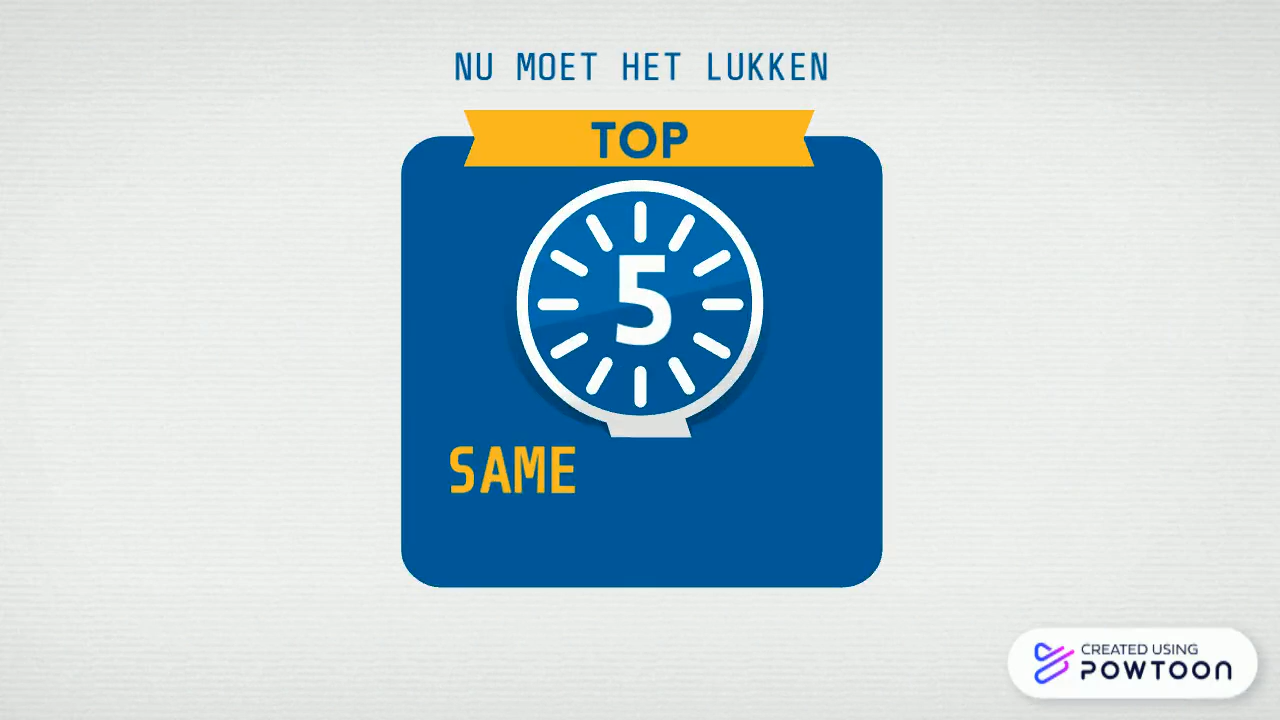 NU MOET HET LUKKEN
TOP
5
SAME
CREATED USING
POWTOON